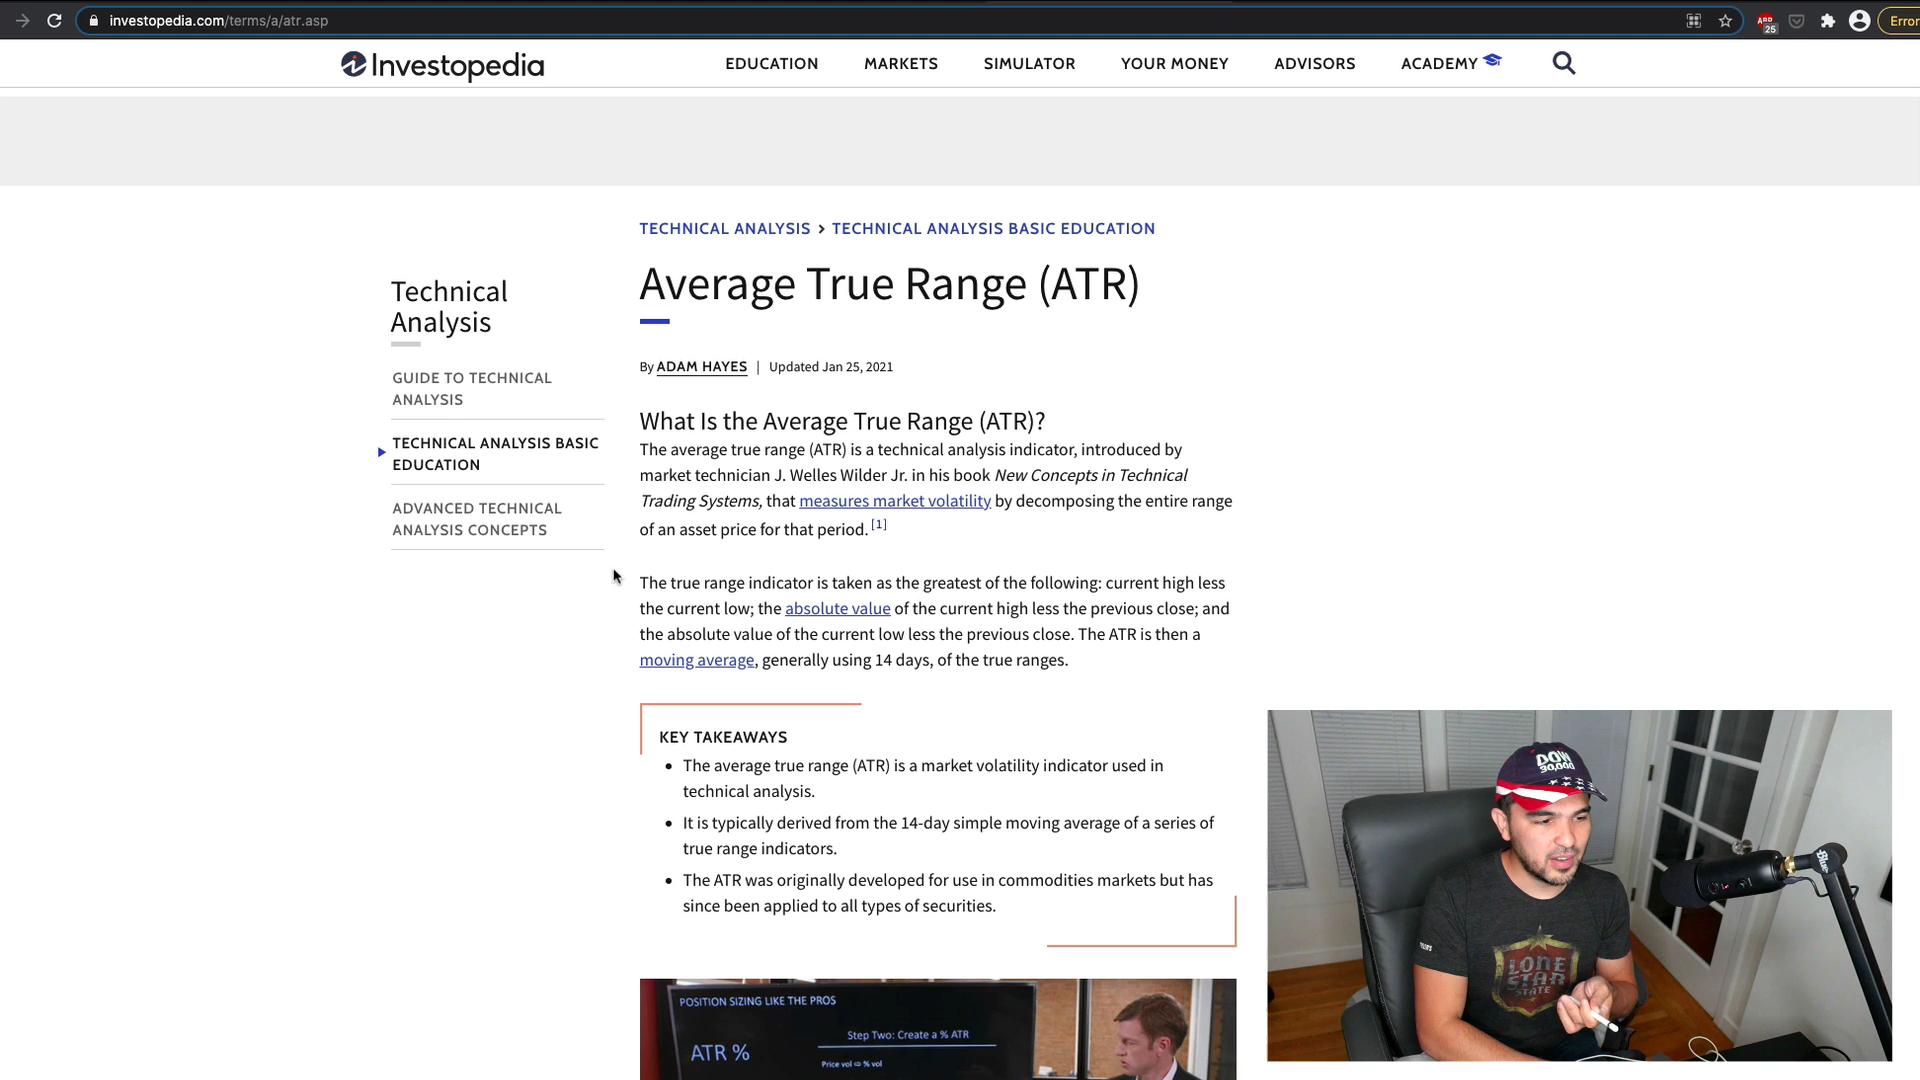 investopedia.com/terms/a/atr.asp
ABP
25
Error
Investopedia
EDUCATION
MARKETS
SIMULATOR
YOUR MONEY
ADVISORS
ACADEMY
TECHNICAL ANALYSIS > TECHNICAL ANALYSIS BASIC EDUCATION
Technical
Analysis
GUIDE TO TECHNICAL
ANALYSIS
TECHNICAL ANALYSIS BASIC
EDUCATION
ADVANCED TECHNICAL
ANALYSIS CONCEPTS
Average True Range (ATR)
By ADAM HAYES | Updated Jan 25, 2021
What Is the Average True Range (ATR)?
The average true range (ATR) is a technical analysis indicator, introduced by
market technician J. Welles Wilder Jr. in his book New Concepts in Technical
Trading Systems, that measures market volatility by decomposing the entire range
of an asset price for that period. [1]
The true range indicator is taken as the greatest of the following: current high less
the current low; the absolute value of the current high less the previous close; and
the absolute value of the current low less the previous close. The ATR is then a
moving average, generally using 14 days, of the true ranges.
KEY TAKEAWAYS
• The average true range (ATR) is a market volatility indicator used in
technical analysis.
• It is typically derived from the 14-day simple moving average of a series of
true range indicators.
• The ATR was originally developed for use in commodities markets but has
since been applied to all types of securities.
POSITION SIZING LIKE THE PROS
Step Two: Create a % ATR
ATR %
Price vol ⇨ % vol
DOW
30,000
Blue
LONE
STAR
STATE